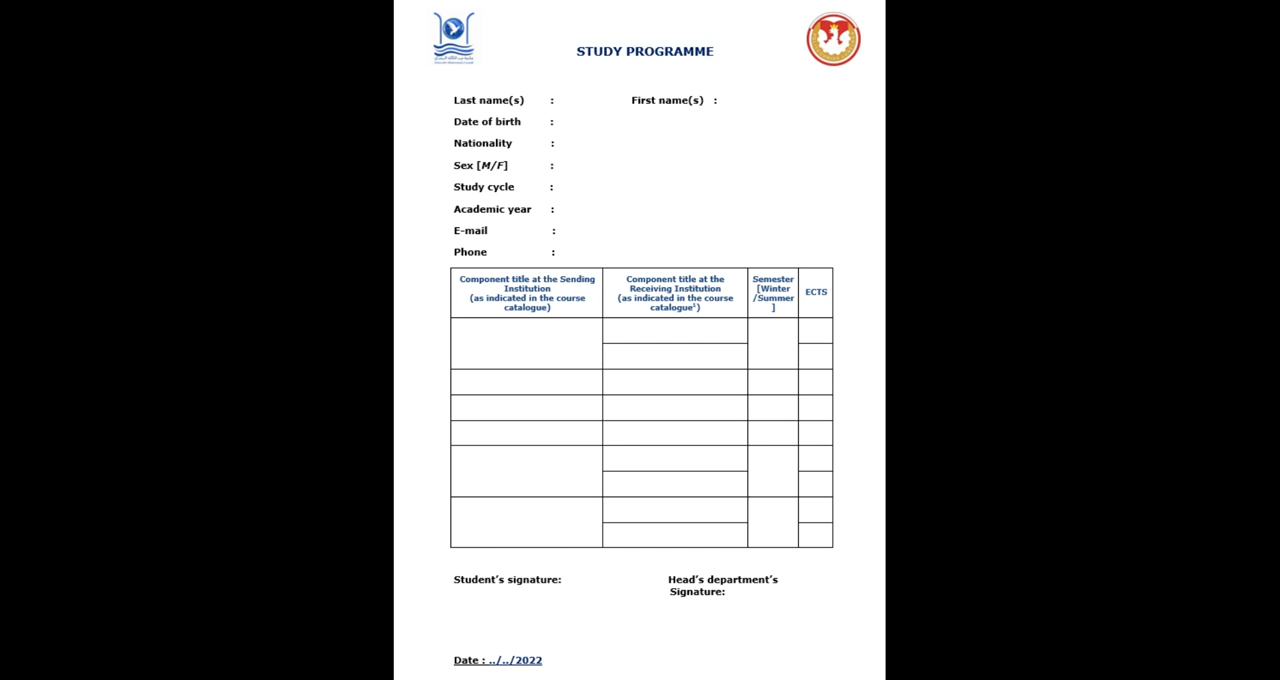 STUDY PROGRAMME
Last name(s) : First name(s) :
Date of birth :
Nationality :
Sex [M/F] :
Study cycle :
Academic year :
E-mail :
Phone :
Component title at the Sending
Institution
(as indicated in the course
catalogue)
Component title at the
Receiving Institution
(as indicated in the course
catalogue¹)
Semester
[Winter
/Summer
]
ECTS
Student’s signature:
Head’s department’s
Signature:
Date : ../../2022